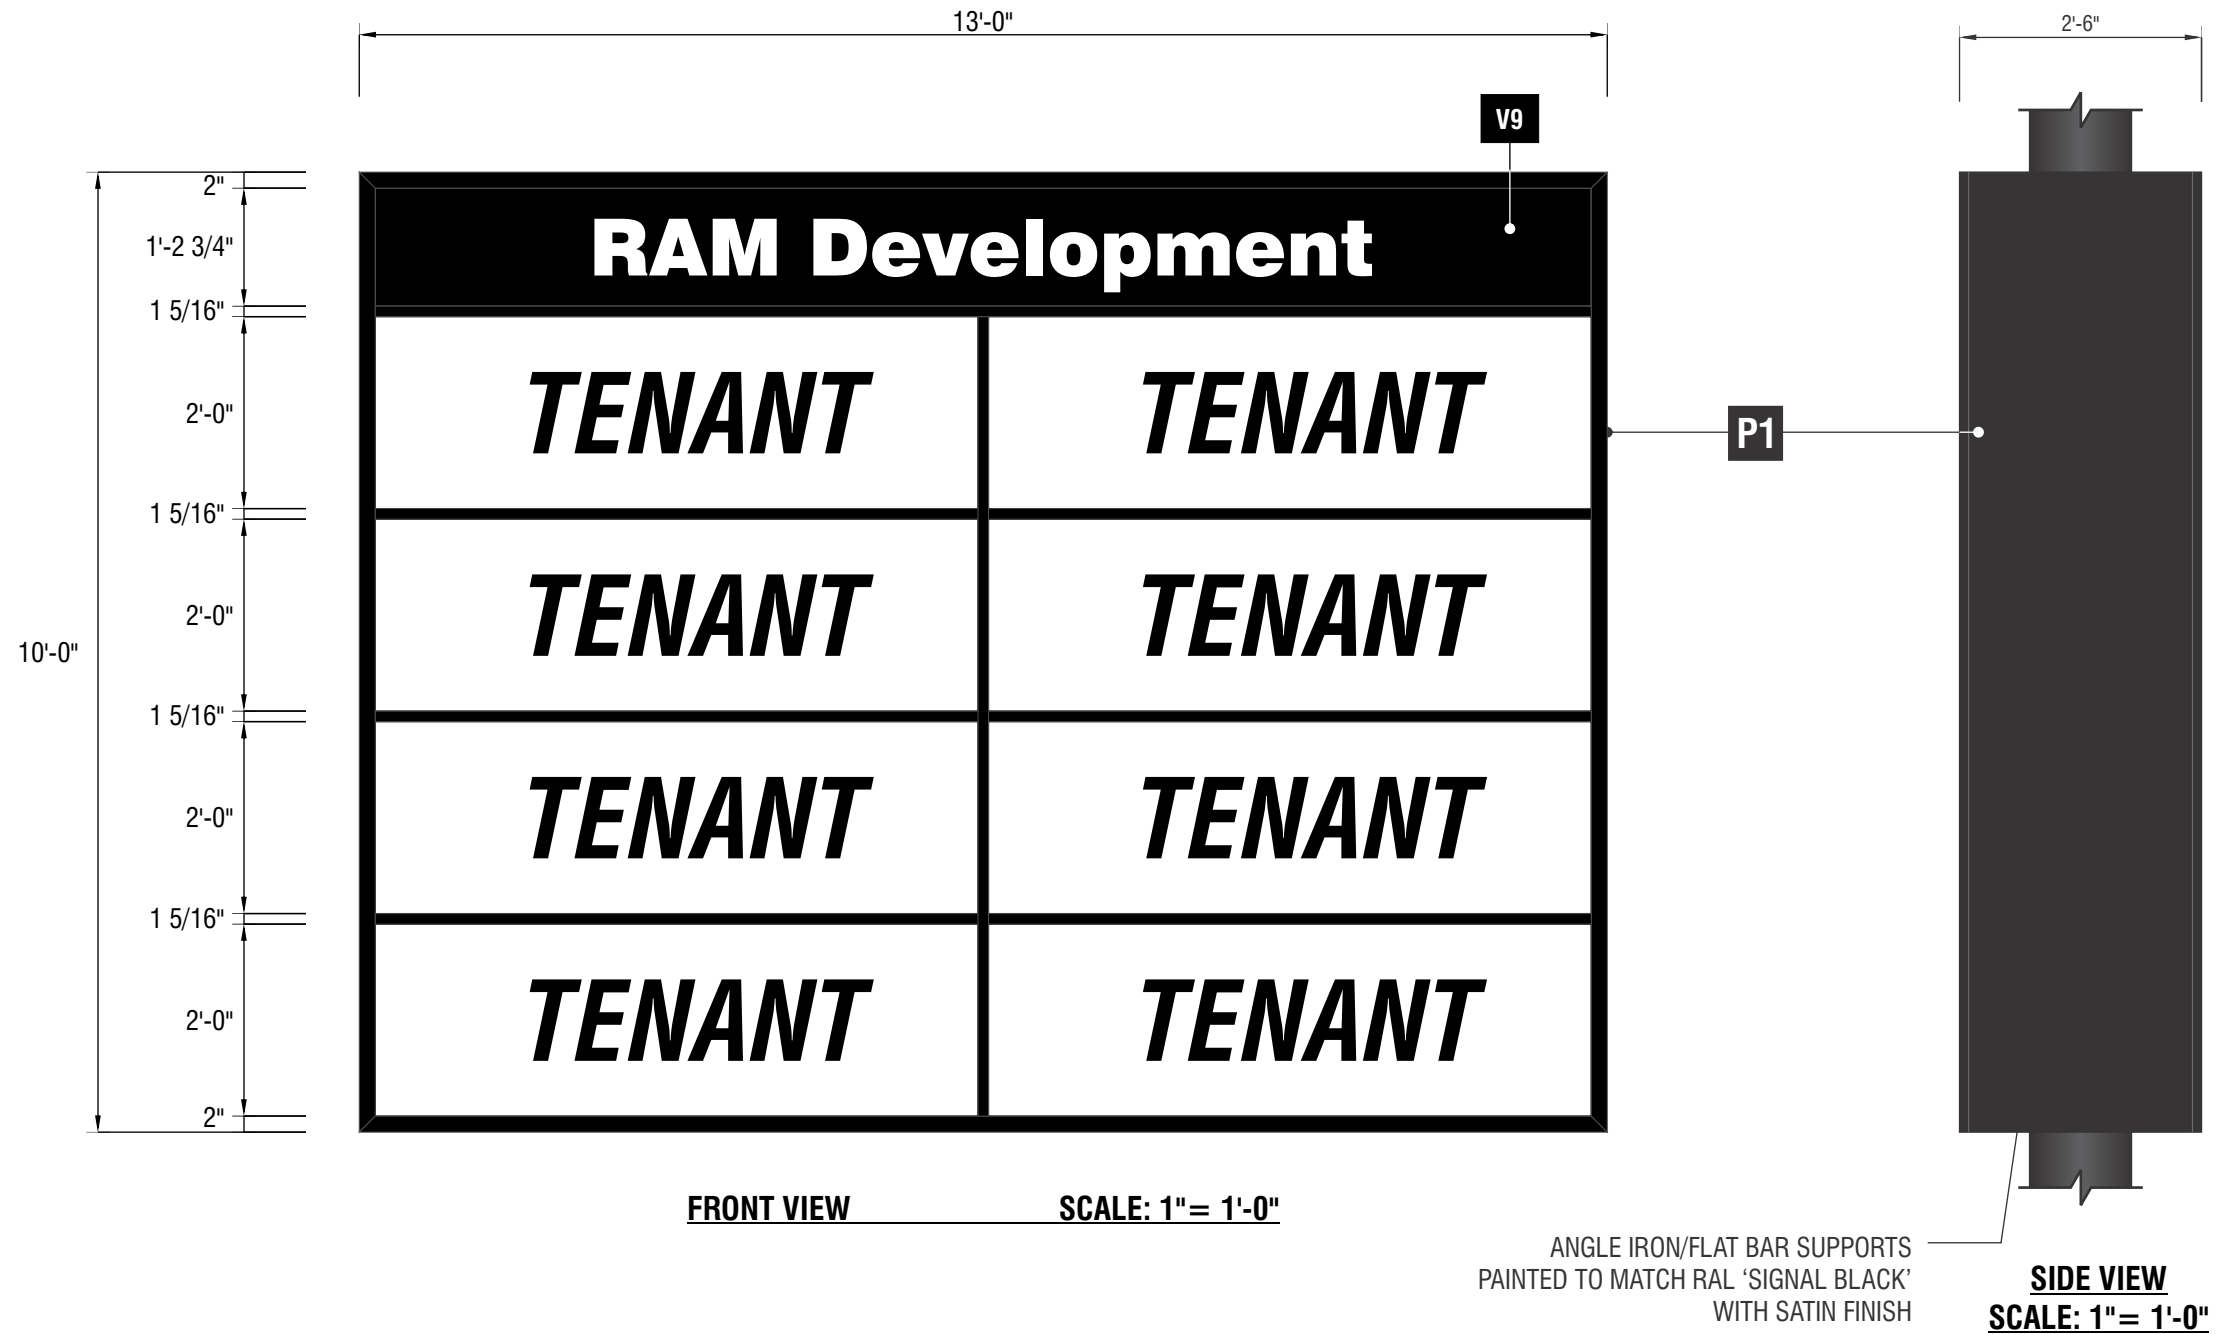 13'-0"
2'-6"
V9
2"
1'-2 3/4"
1 5/16"
2'-0"
1 5/16"
2'-0"
1 5/16"
2'-0"
1 5/16"
2'-0"
2"
10'-0"
RAM Development
TENANT TENANT
TENANT TENANT
TENANT TENANT
TENANT TENANT
P1
FRONT VIEW SCALE: 1"= 1'-0"
ANGLE IRON/FLAT BAR SUPPORTS
PAINTED TO MATCH RAL ‘SIGNAL BLACK’
WITH SATIN FINISH
SIDE VIEW
SCALE: 1"= 1'-0"